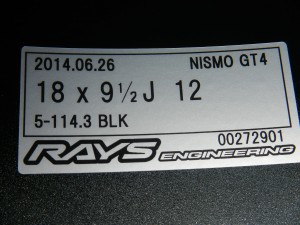 2014.06.26 NISMO GT4
18 x 9½J 12
5-114.3 BLK
00272901
RAYS ENGINEERING